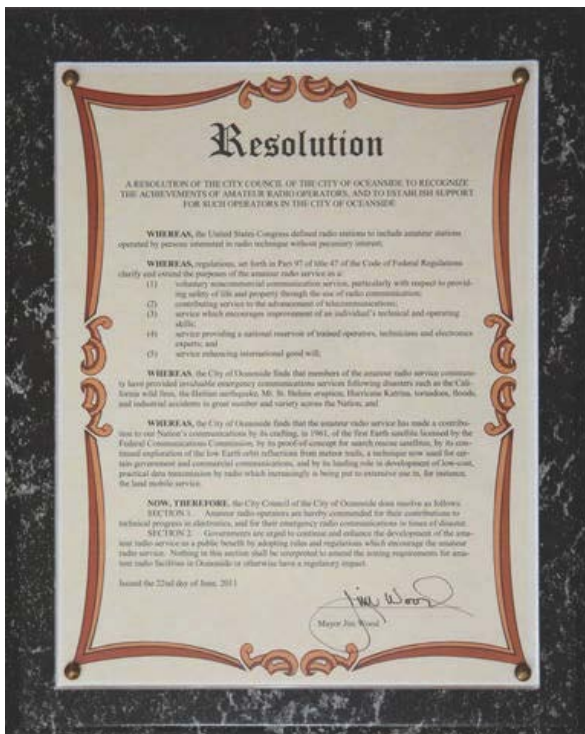 Resolution
A RESOLUTION OF THE CITY COUNCIL OF THE CITY OF OCEANSIDE TO RECOGNIZE
THE ACHIEVEMENTS OF AMATEUR RADIO OPERATORS, AND TO ESTABLISH SUPPORT
FOR SUCH OPERATORS IN THE CITY OF OCEANSIDE
WHEREAS, the United States Congress defined radio stations to include amateur stations
operated by persons interested in radio technique without pecuniary interest;
WHEREAS, regulations, set forth in Part 97 of title 47 of the Code of Federal Regulations
clarify and extend the purposes of the amateur radio service as a:
(1) voluntary noncommercial communication service, particularly with respect to provid-
ing safety of life and property through the use of radio communication;
(2) contributing service to the advancement of telecommunications;
(3) service which encourages improvement of an individual's technical and operating
skills;
(4) service providing a national reservoir of trained operators, technicians and electronics
experts; and
(5) service enhancing international good will;
WHEREAS, the City of Oceanside finds that members of the amateur radio service communi-
ty have provided invaluable emergency communications services following disasters such as the Cali-
fornia wild fires, the Haitian earthquake, Mt. St. Helens eruption, Hurricane Katrina, tornadoes, floods,
and industrial accidents in great number and variety across the Nation; and
WHEREAS, the City of Oceanside finds that the amateur radio service has made a contribu-
tion to our Nation's communications by its crafting, in 1961, of the first Earth satellite licensed by the
Federal Communications Commission, by its proof-of-concept for search rescue satellites, by its con-
tinued exploration of the low Earth orbit reflections from meteor trails, a technique now used for cer-
tain government and commercial communications, and by its leading role in development of low-cost,
practical data transmission by radio which increasingly is being put to extensive use in, for instance,
the land mobile service.
NOW, THEREFORE, the City Council of the City of Oceanside does resolve as follows:
SECTION 1. Amateur radio operators are hereby commended for their contributions to
technical progress in electronics, and for their emergency radio communications in times of disaster.
SECTION 2. Governments are urged to continue and enhance the development of the ama-
teur radio service as a public benefit by adopting rules and regulations which encourage the amateur
radio service. Nothing in this section shall be interpreted to amend the zoning requirements for ama-
teur radio facilities in Oceanside or otherwise have a regulatory impact.
Issued the 22nd day of June, 2011
Jim Wood
Mayor Jim Wood